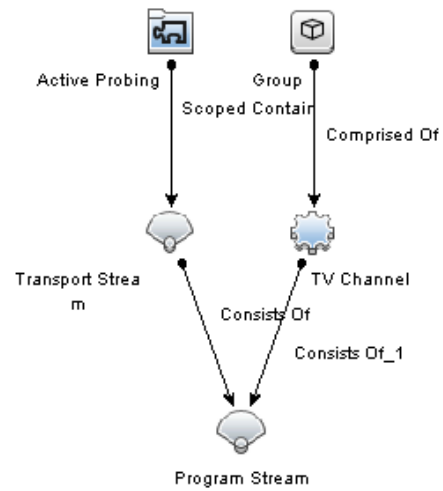 Active Probing
Group
Scoped Contain
Comprised Of
Transport Strea
m
TV Channel
Consists Of
Consists Of_1
Program Stream